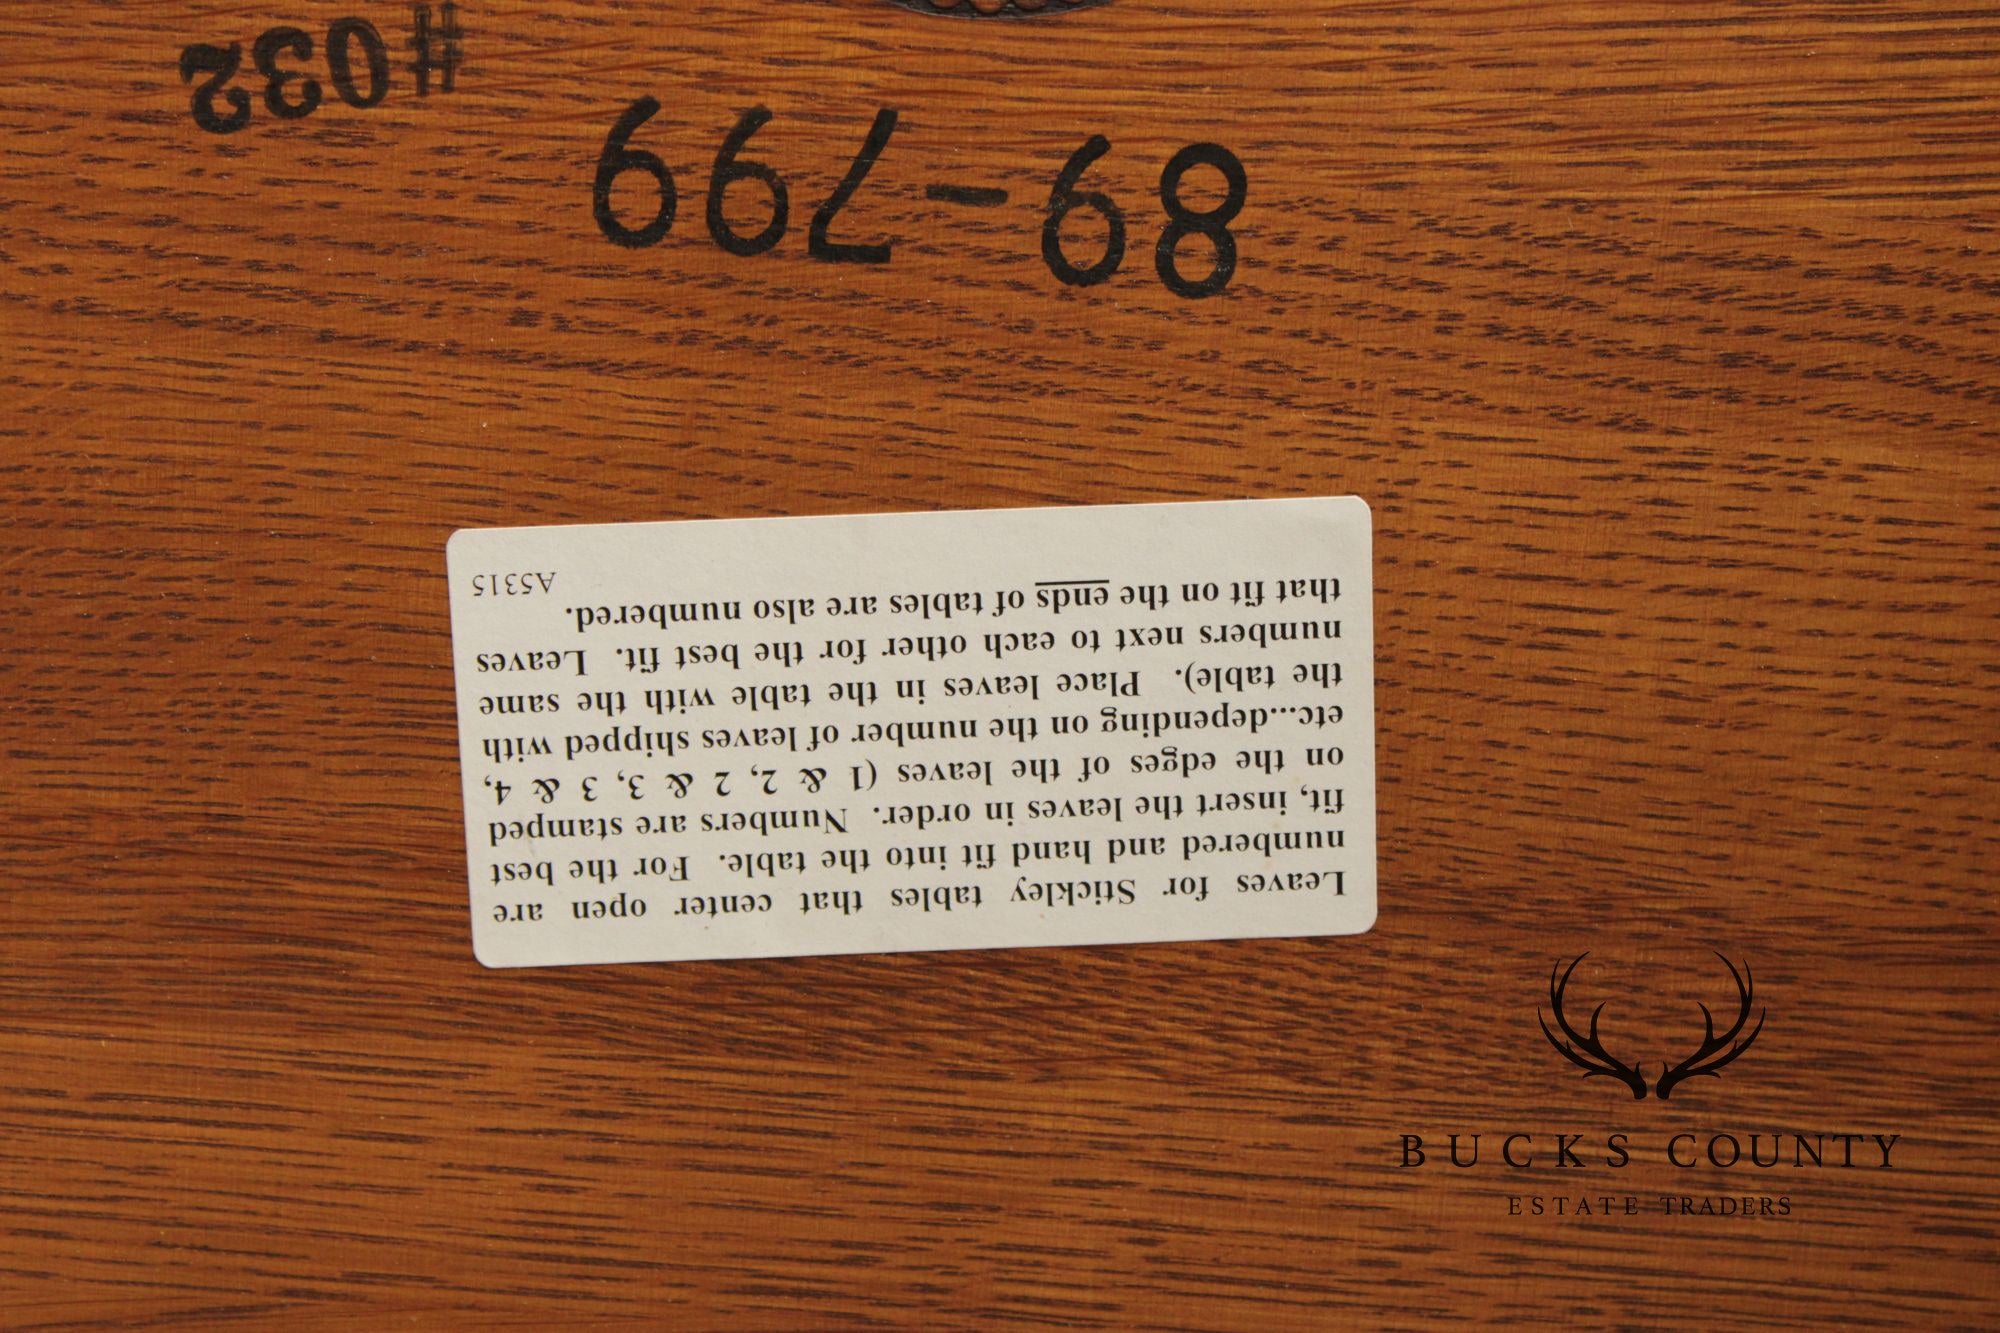 Leaves for Stickley tables that center open are
numbered and hand fit into the table. For the best
fit, insert the leaves in order. Numbers are stamped
on the edges of the leaves (1 & 2, 2 & 3, 3 & 4,
etc...depending on the number of leaves shipped with
the table). Place leaves in the table with the same
numbers next to each other for the best fit. Leaves
that fit on the ends of tables are also numbered.
A5315
89-799
#032
BUCKS COUNTY
ESTATE TRADERS